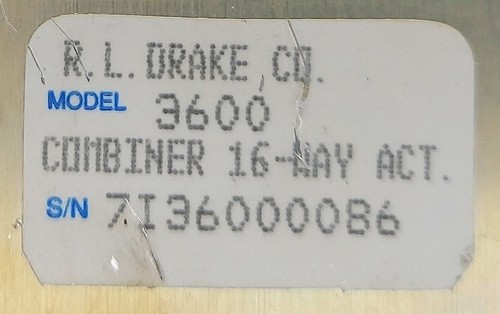 R.L.DRAKE CO.
MODEL 3600
COMBINER 16-WAY ACT.
S/N 7I36000086